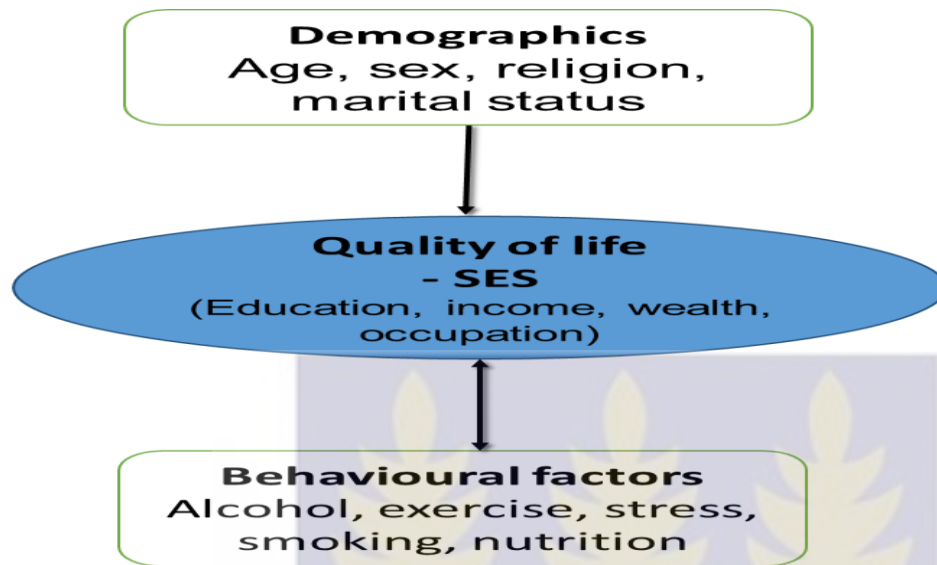 Demographics
Age, sex, religion,
marital status
Quality of life
- SES
(Education, income, wealth,
occupation)
Behavioural factors
Alcohol, exercise, stress,
smoking, nutrition